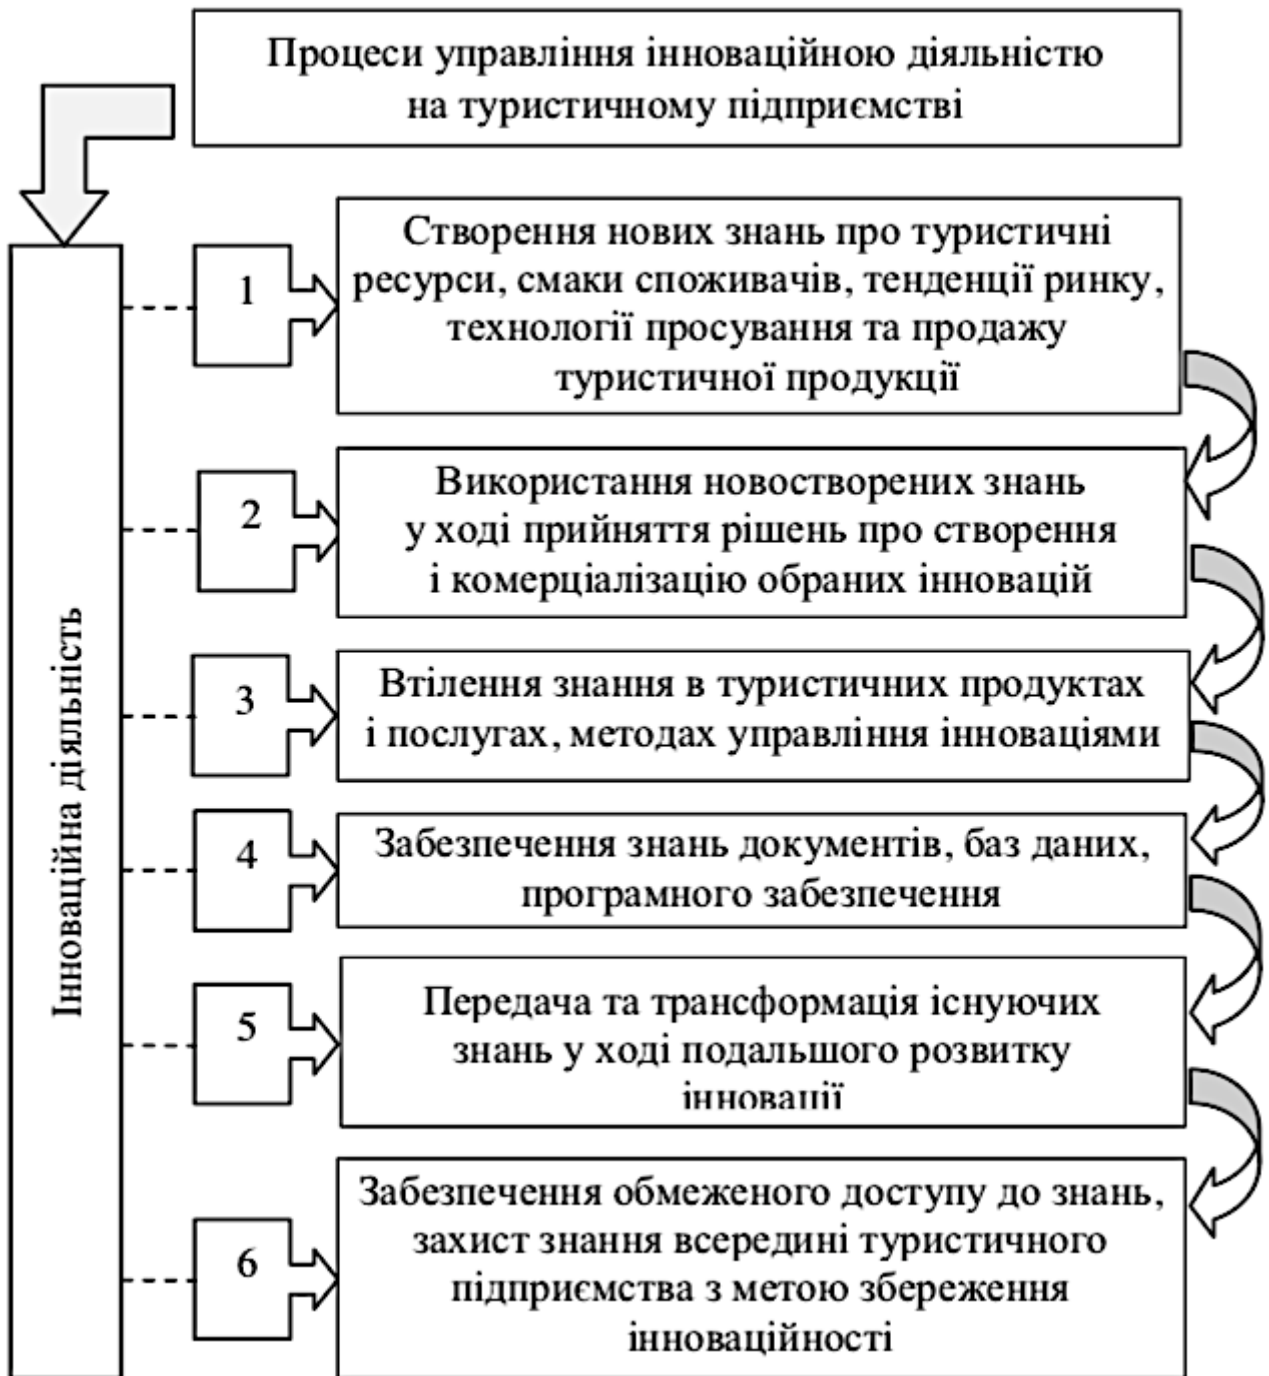 Процеси управління інноваційною діяльністю
на туристичному підприємстві
Інноваційна діяльність
1
Створення нових знань про туристичні
ресурси, смаки споживачів, тенденції ринку,
технології просування та продажу
туристичної продукції
2
Використання новостворених знань
у ході прийняття рішень про створення
і комерціалізацію обраних інновацій
3
Втілення знання в туристичних продуктах
і послугах, методах управління інноваціями
4
Забезпечення знань документів, баз даних,
програмного забезпечення
5
Передача та трансформація існуючих
знань у ході подальшого розвитку
інновації
6
Забезпечення обмеженого доступу до знань,
захист знання всередині туристичного
підприємства з метою збереження
інноваційності